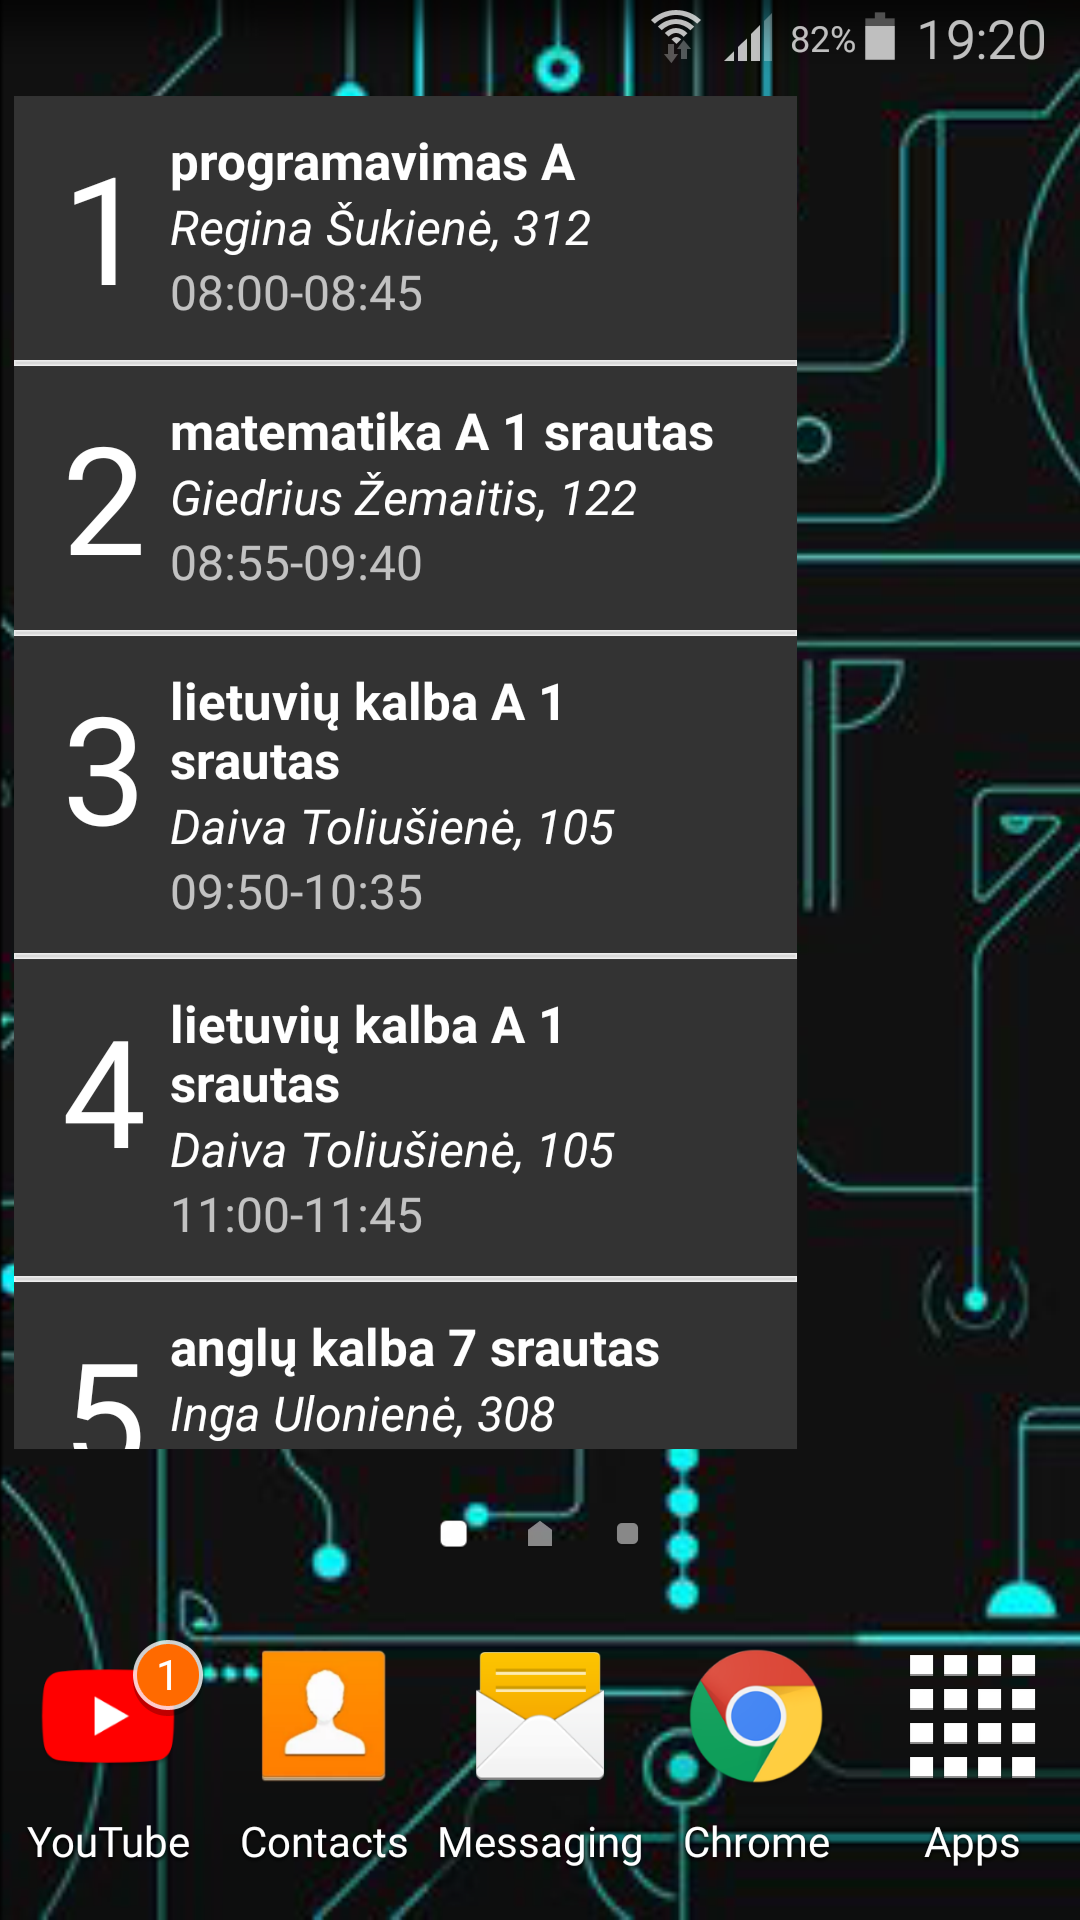 82% 19:20
1
programavimas A
Regina Šukienė, 312
08:00-08:45
2
matematika A 1 srautas
Giedrius Žemaitis, 122
08:55-09:40
3
lietuvių kalba A 1
srautas
Daiva Toliušienė, 105
09:50-10:35
4
lietuvių kalba A 1
srautas
Daiva Toliušienė, 105
11:00-11:45
5
anglų kalba 7 srautas
Inga Ulonienė, 308
1
YouTube Contacts Messaging Chrome Apps